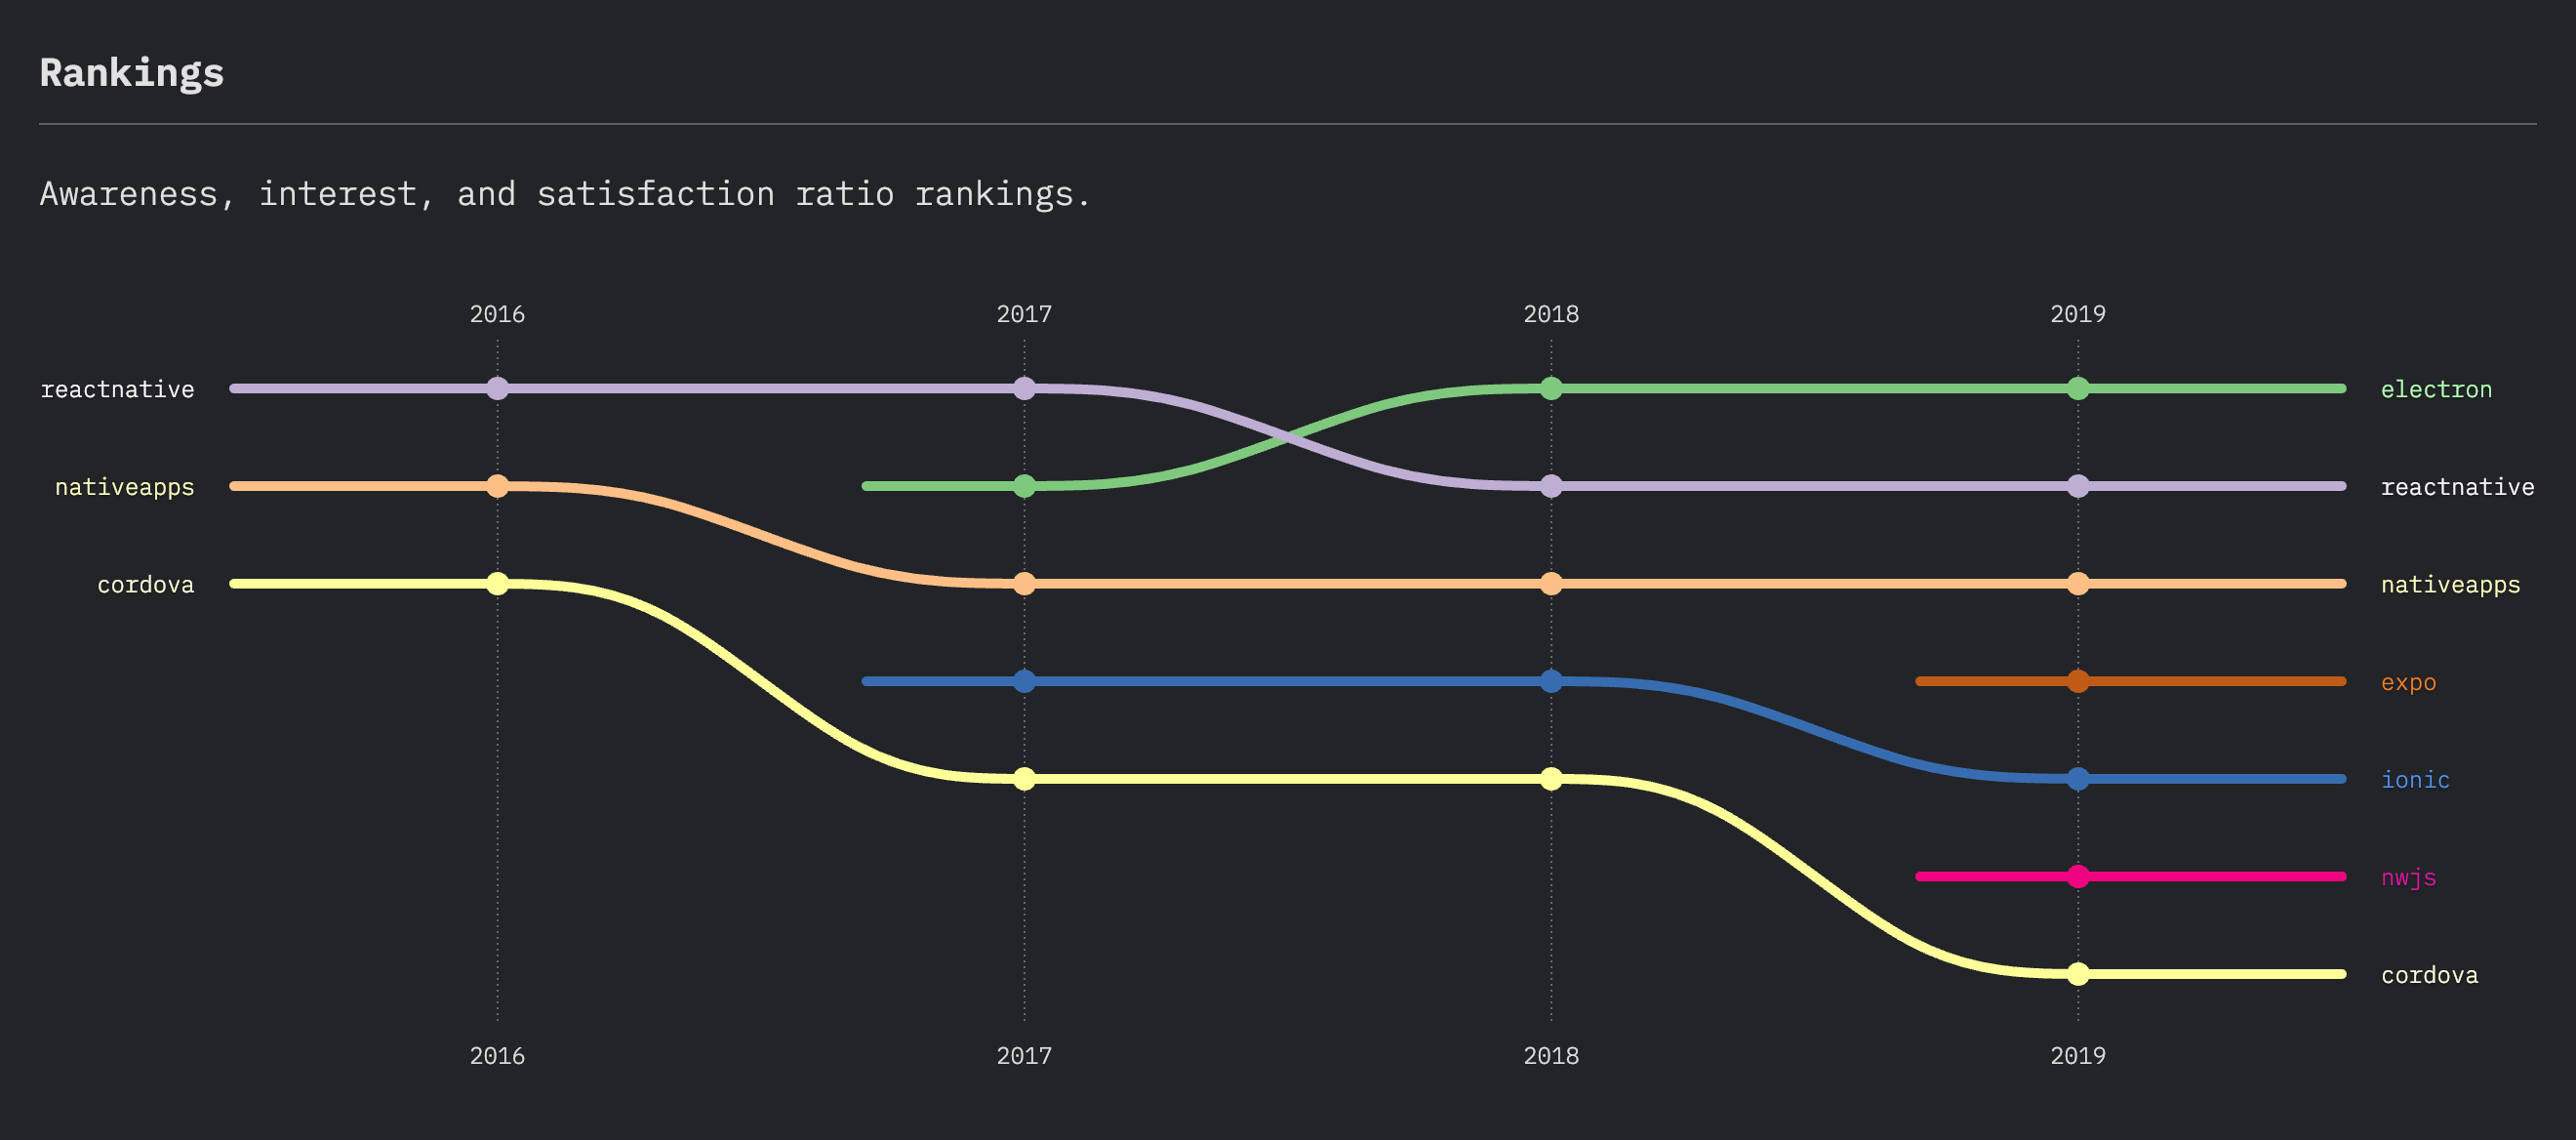 Rankings
Awareness, interest, and satisfaction ratio rankings.
2016 2017 2018 2019
reactnative electron
nativeapps reactnative
cordova nativeapps
expo
ionic
nwjs
cordova
2016 2017 2018 2019